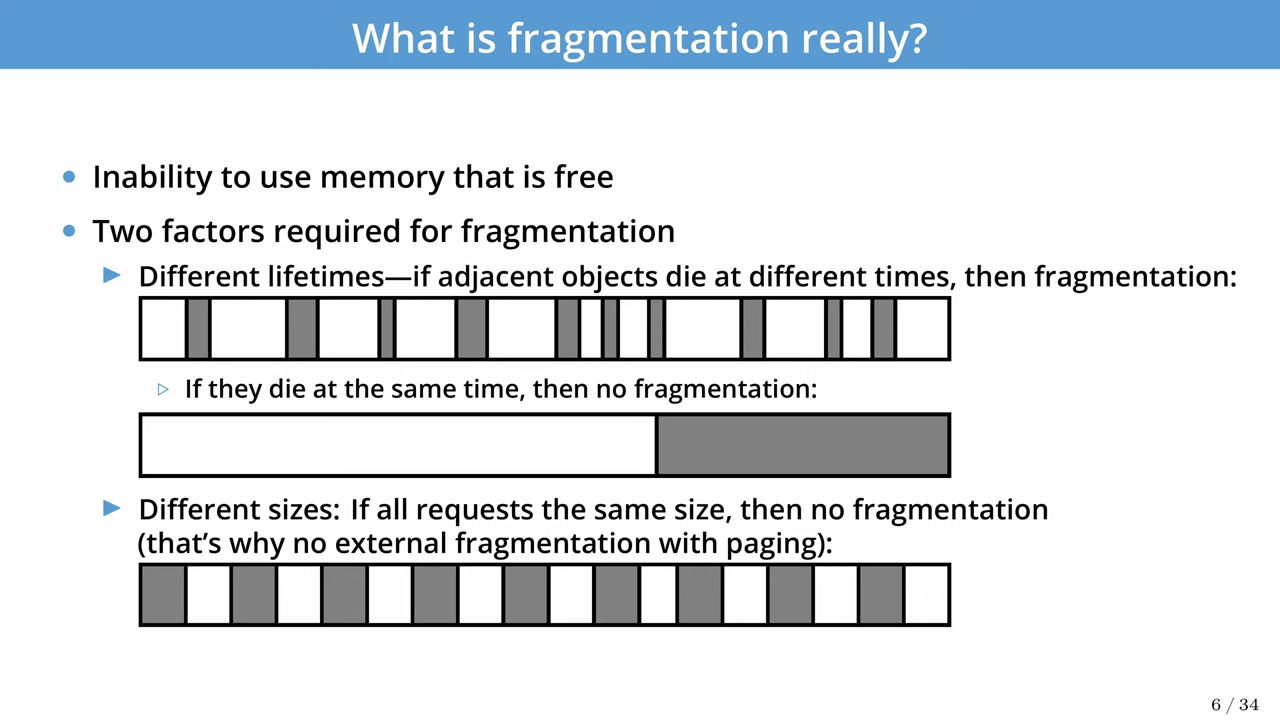 What is fragmentation really?
• Inability to use memory that is free
• Two factors required for fragmentation
▶ Different lifetimes—if adjacent objects die at different times, then fragmentation:
▷ If they die at the same time, then no fragmentation:
▶ Different sizes: If all requests the same size, then no fragmentation
(that’s why no external fragmentation with paging):
6 / 34